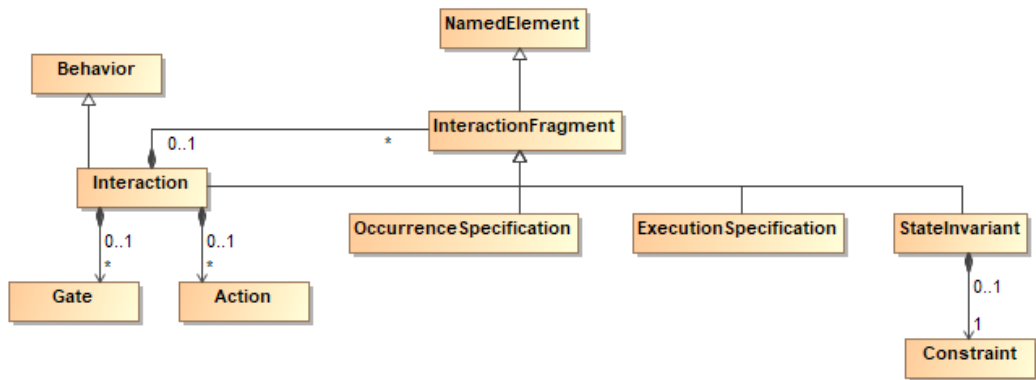 NamedElement
Behavior
InteractionFragment
0..1
*
Interaction
OccurrenceSpecification
ExecutionSpecification
StateInvariant
0..1
*
0..1
*
Gate
Action
0..1
1
Constraint